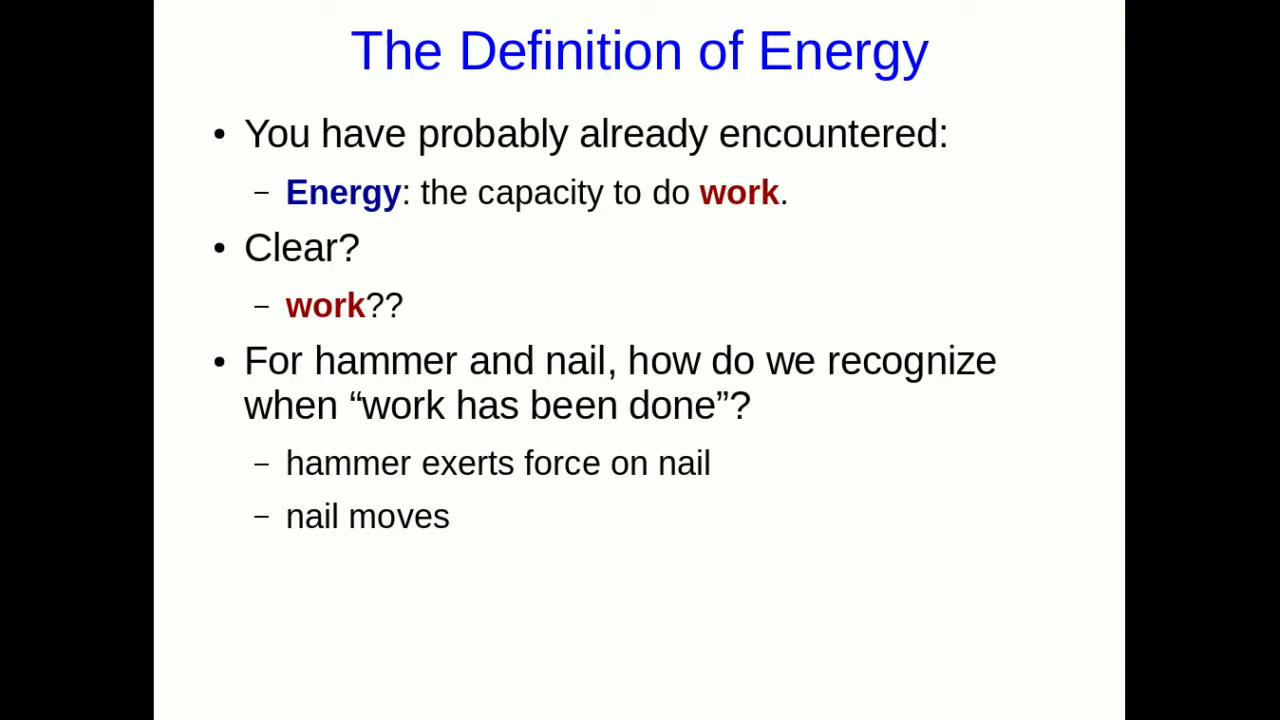 The Definition of Energy
• You have probably already encountered:
– Energy: the capacity to do work.
• Clear?
– work??
• For hammer and nail, how do we recognize
when “work has been done”?
– hammer exerts force on nail
– nail moves